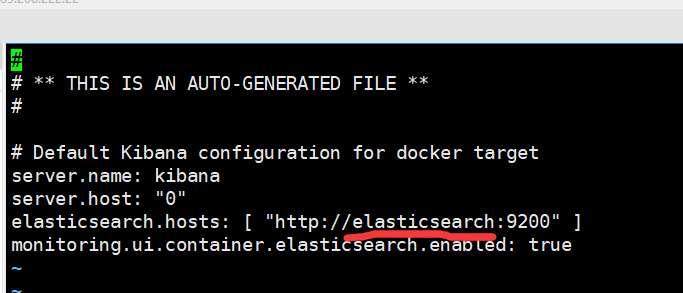 #
# ** THIS IS AN AUTO-GENERATED FILE **
#
# Default Kibana configuration for docker target
server.name: kibana
server.host: "0"
elasticsearch.hosts: [ "http://elasticsearch:9200" ]
monitoring.ui.container.elasticsearch.enabled: true
~
~